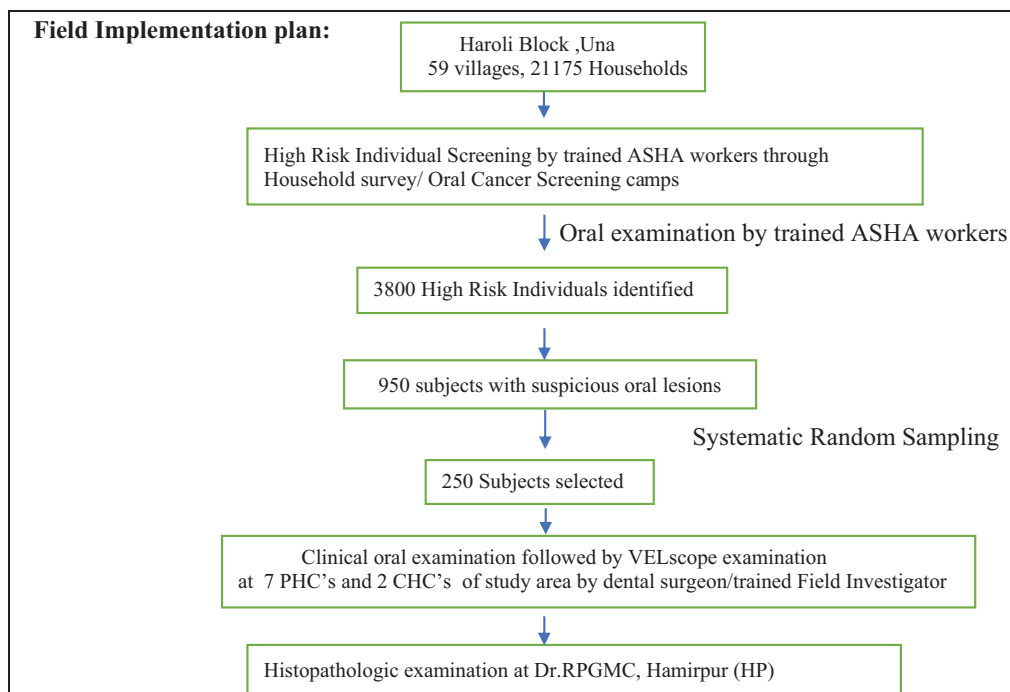 Field Implementation plan:
Haroli Block ,Una
59 villages, 21175 Households
High Risk Individual Screening by trained ASHA workers through
Household survey/ Oral Cancer Screening camps
Oral examination by trained ASHA workers
3800 High Risk Individuals identified
950 subjects with suspicious oral lesions
Systematic Random Sampling
250 Subjects selected
Clinical oral examination followed by VELscope examination
at 7 PHC's and 2 CHC's of study area by dental surgeon/trained Field Investigator
Histopathologic examination at Dr.RPGMC, Hamirpur (HP)